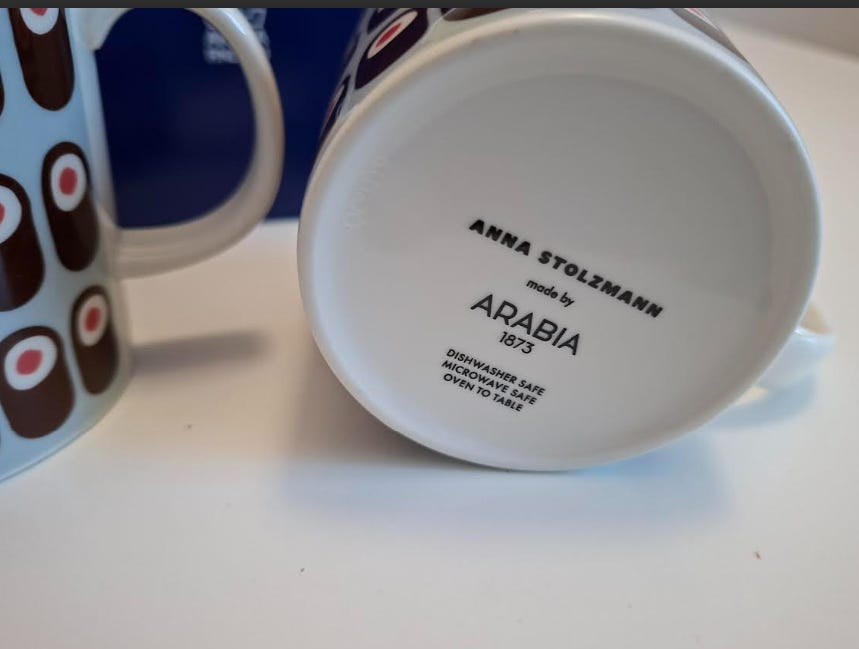 ANNA STOLZMANN
made by
ARABIA
1873
DISHWASHER SAFE
MICROWAVE SAFE
OVEN TO TABLE